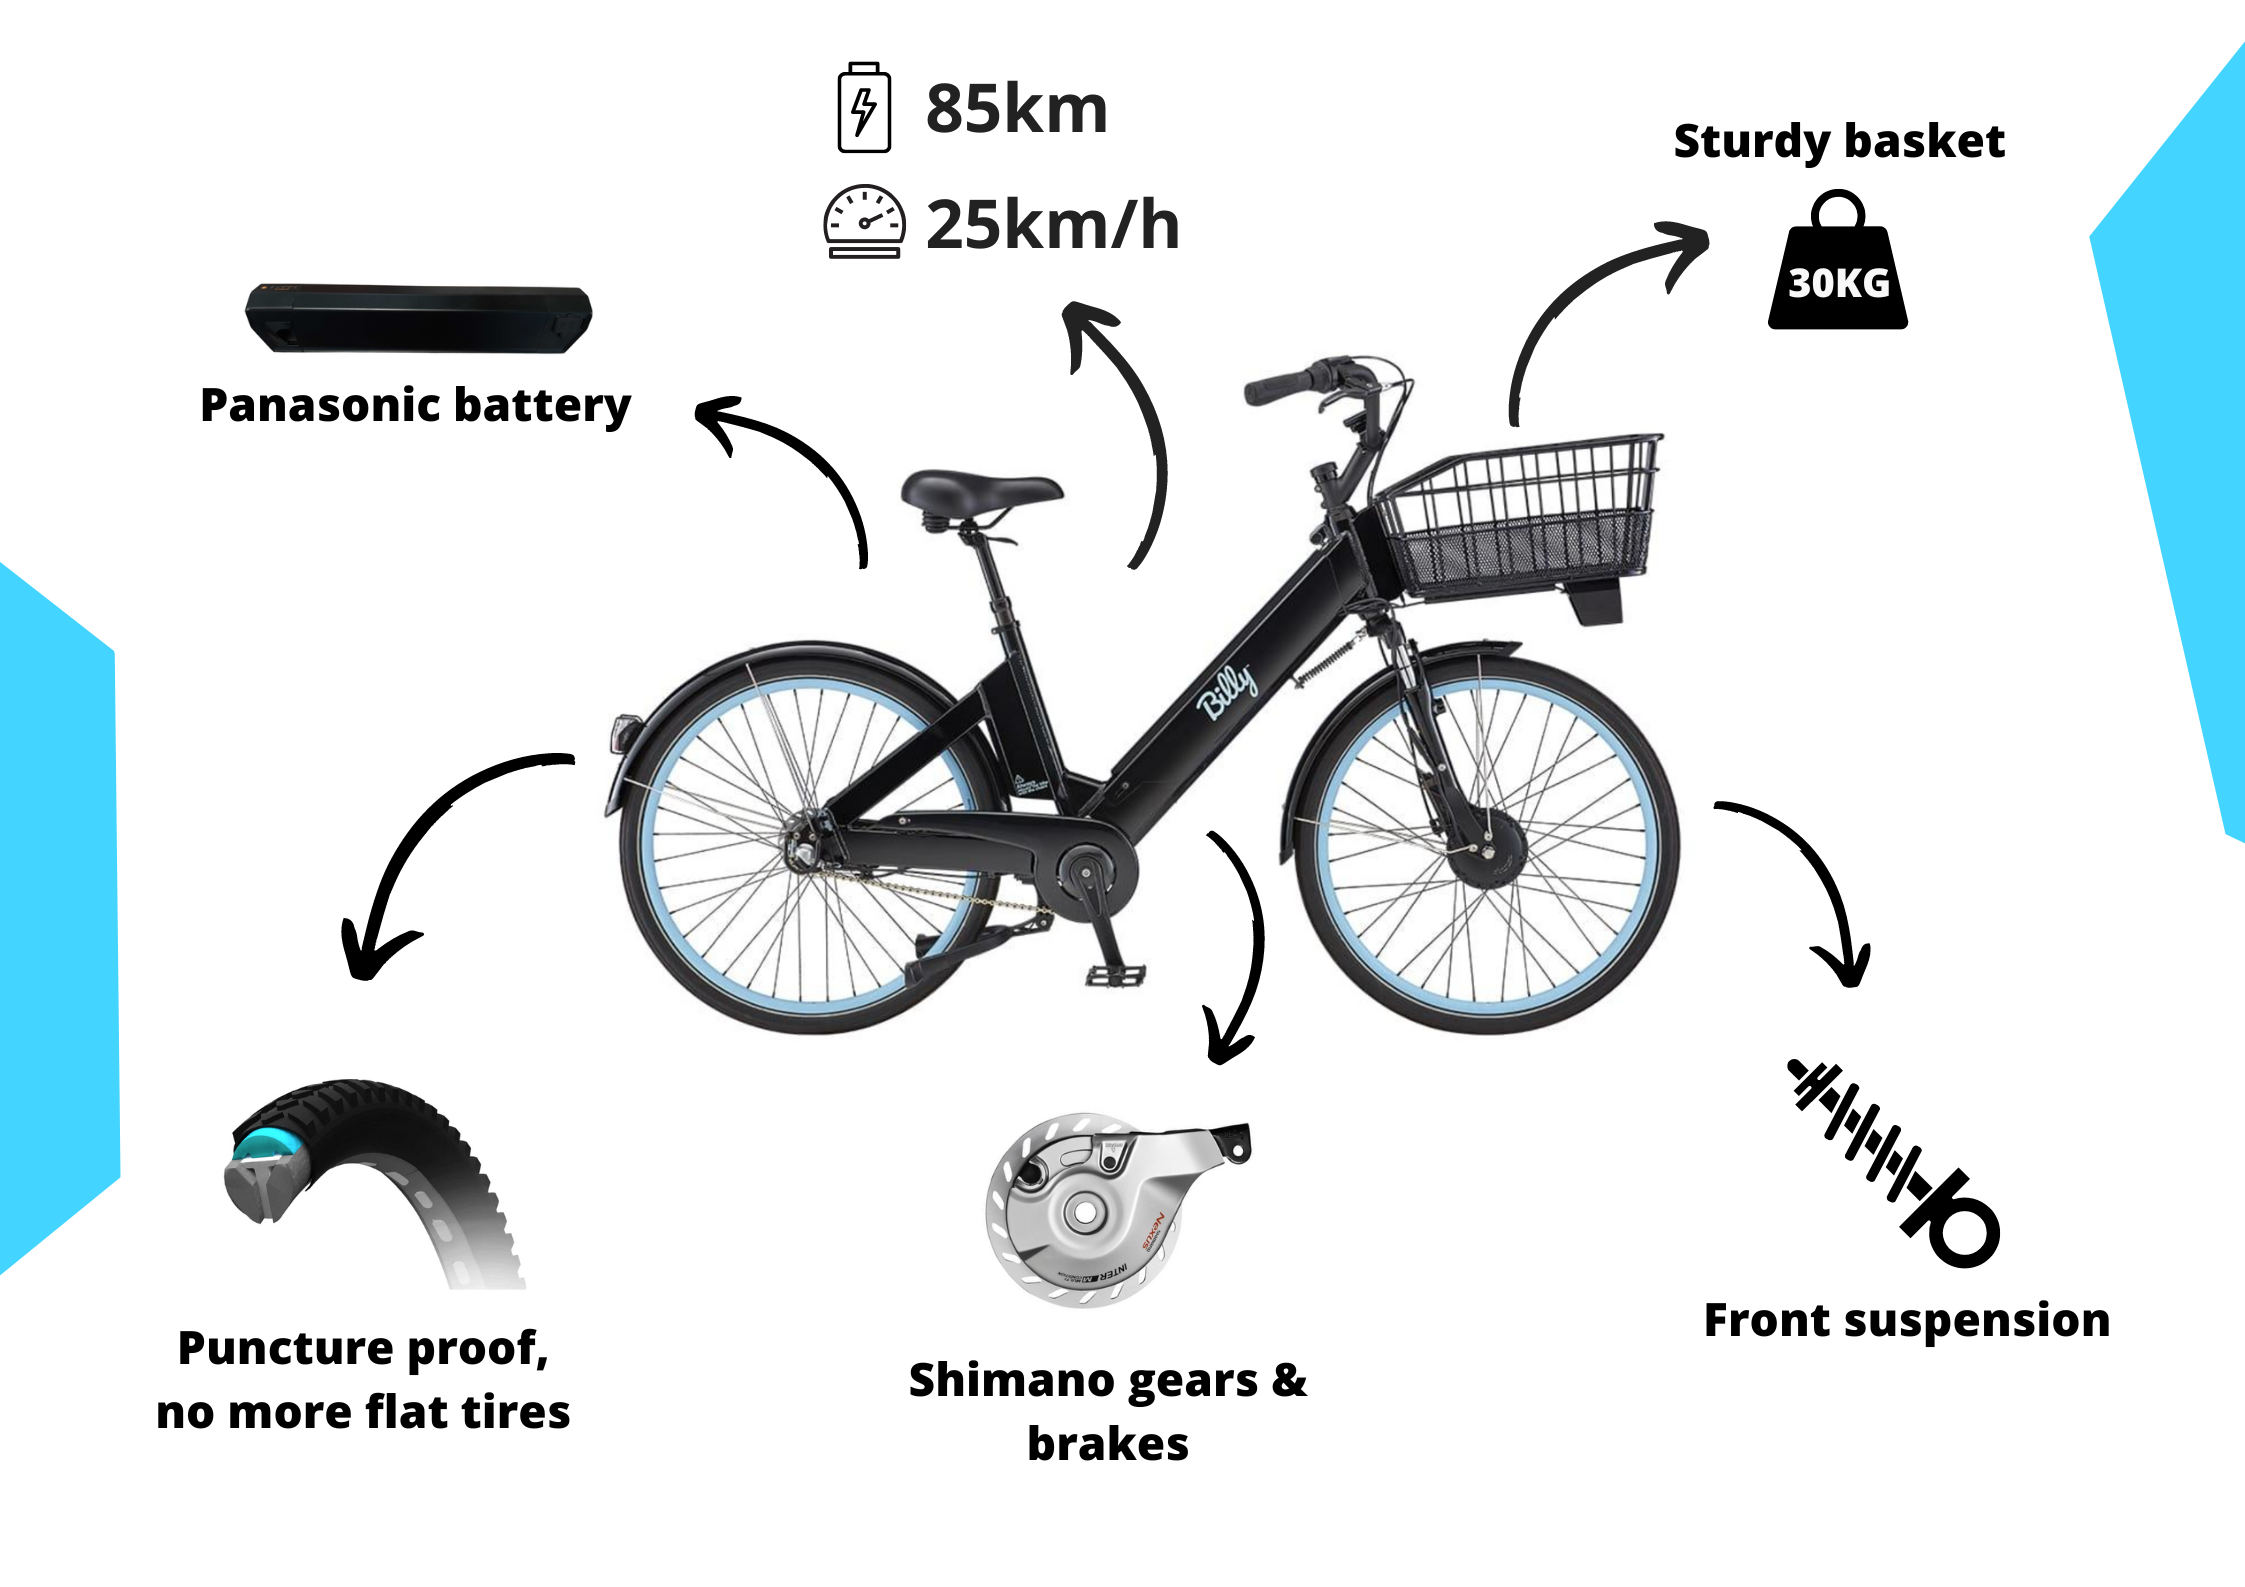 85km
25km/h
Sturdy basket
30KG
Panasonic battery
Billy
NEXUS
INTER M
Puncture proof,
no more flat tires
Shimano gears &
brakes
Front suspension